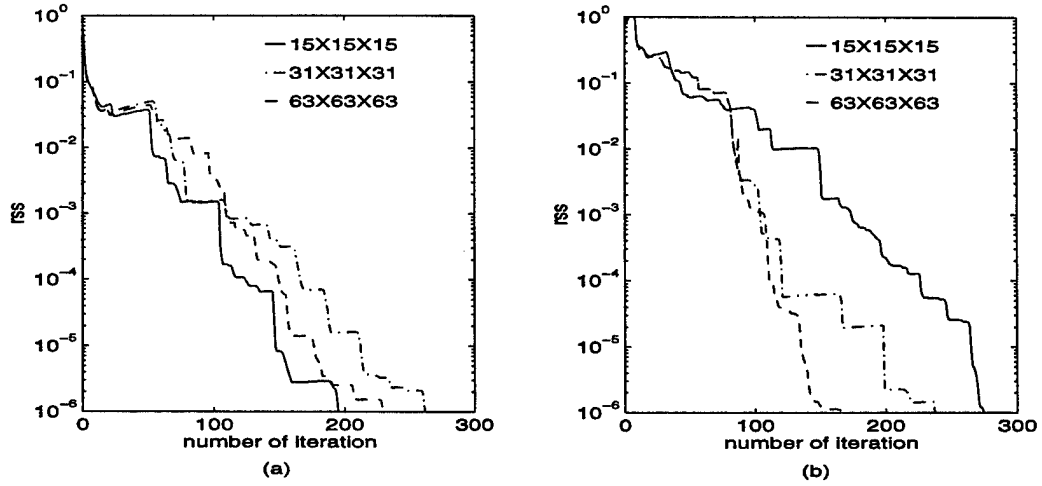 10^0
10^-1
10^-2
10^-3
10^-4
10^-5
10^-6
rss
15X15X15
31X31X31
63X63X63
0
100
200
300
number of iteration
(a)
10^0
10^-1
10^-2
10^-3
10^-4
10^-5
10^-6
rss
15X15X15
31X31X31
63X63X63
0
100
200
300
number of iteration
(b)